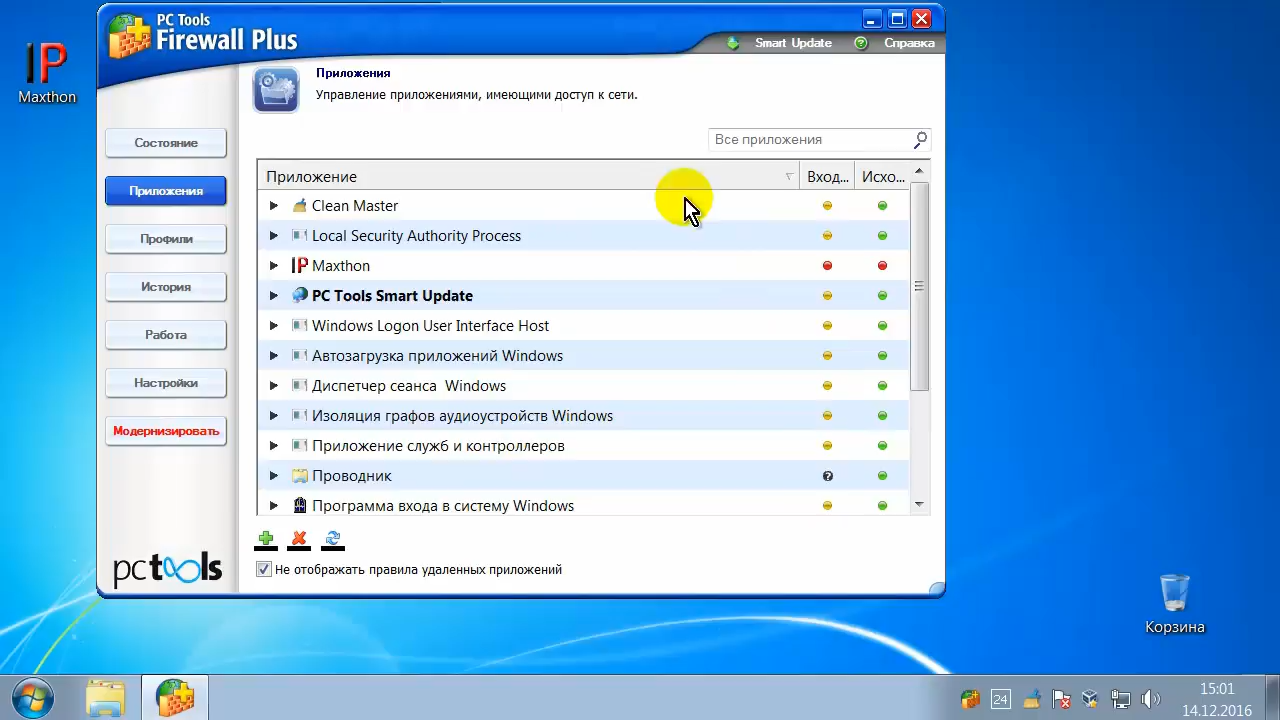 PC Tools
Firewall Plus
Smart Update
Справка
IP
Maxthon
Приложения
Управление приложениями, имеющими доступ к сети.
Все приложения
Состояние
Приложения
Профили
История
Работа
Настройки
Модернизировать
Приложение
Вход...
Исхо...
Clean Master
Local Security Authority Process
IP Maxthon
PC Tools Smart Update
Windows Logon User Interface Host
Автозагрузка приложений Windows
Диспетчер сеанса  Windows
Изоляция графов аудиоустройств Windows
Приложение служб и контроллеров
Проводник
?
Программа входа в систему Windows
Не отображать правила удаленных приложений
pctools
Корзина
24
15:01
14.12.2016